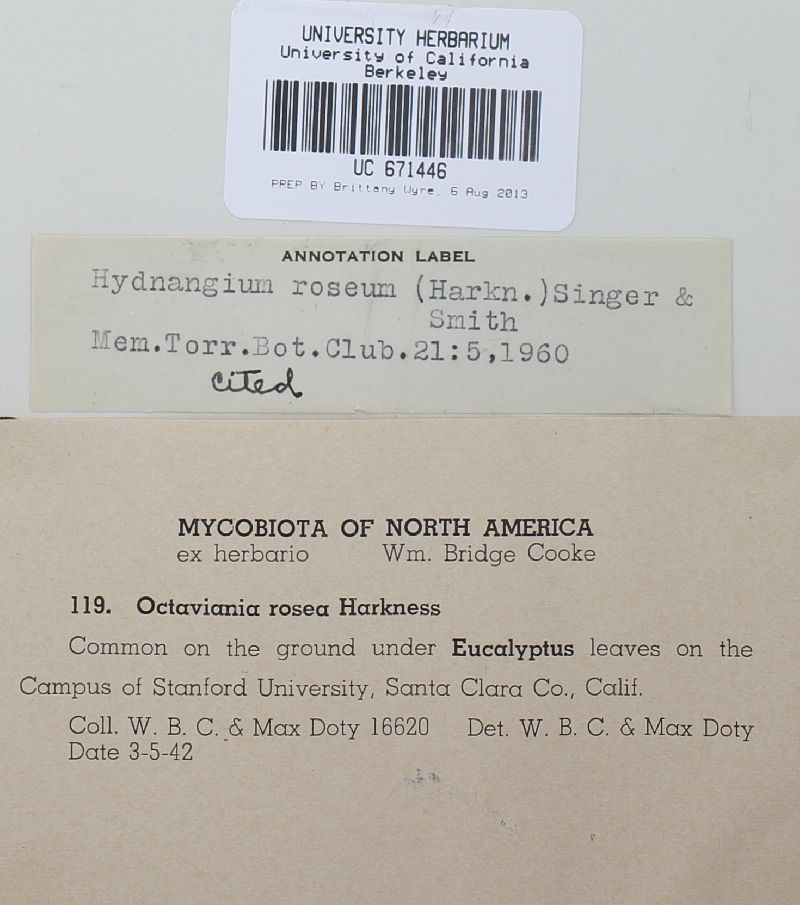 UNIVERSITY HERBARIUM
University of California
Berkeley
UC 671446
PREP BY Brittany Wyre, 6 Aug 2013
ANNOTATION LABEL
Hydnangium roseum (Harkn.)Singer &
Smith
Mem.Torr.Bot.Club.21:5,1960
cited
MYCOBIOTA OF NORTH AMERICA
ex herbario Wm. Bridge Cooke
119. Octaviania rosea Harkness
Common on the ground under Eucalyptus leaves on the
Campus of Stanford University, Santa Clara Co., Calif.
Coll. W. B. C. & Max Doty 16620 Det. W. B. C. & Max Doty
Date 3-5-42